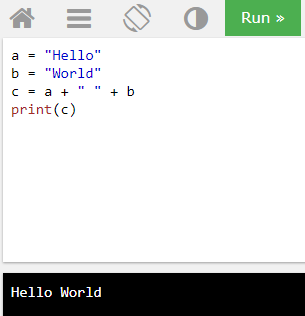 Run »
a = "Hello"
b = "World"
c = a + " " + b
print(c)
Hello World